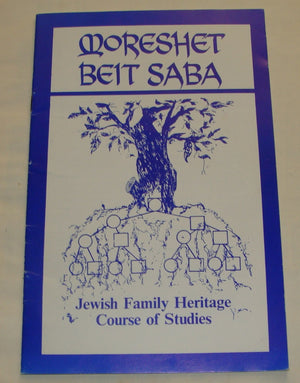 MORESHET
BEIT SABA
Jewish Family Heritage
Course of Studies